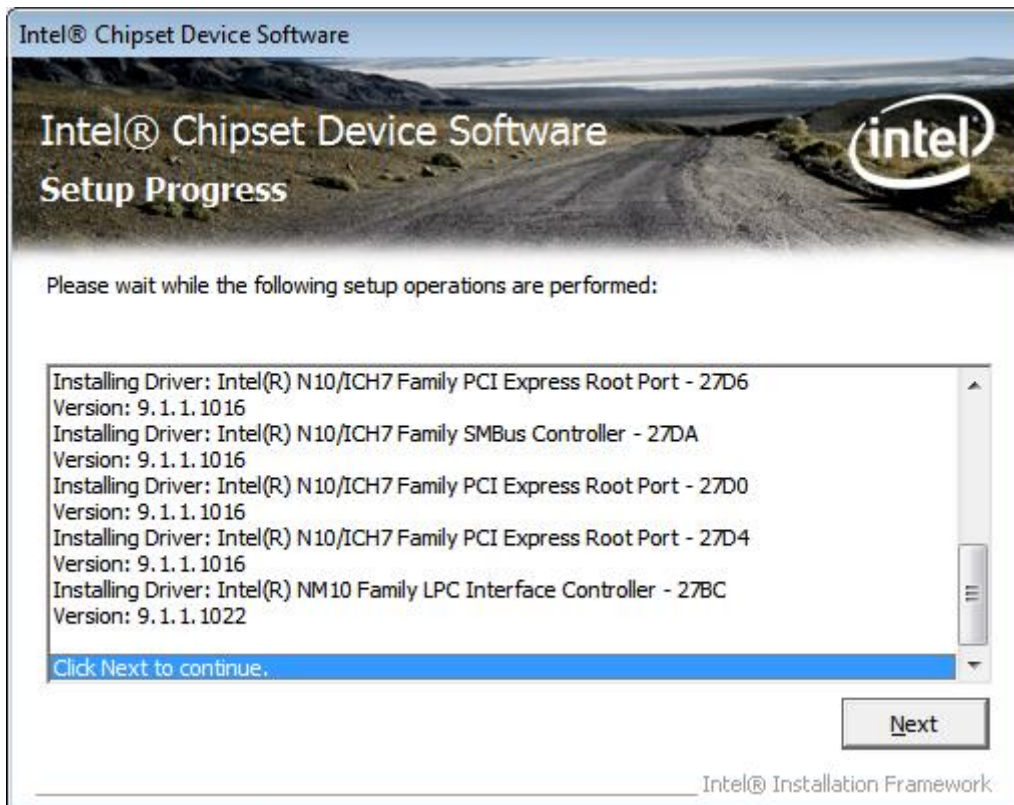 Intel® Chipset Device Software
Intel® Chipset Device Software
intel
Setup Progress
Please wait while the following setup operations are performed:
Installing Driver: Intel(R) N10/ICH7 Family PCI Express Root Port - 27D6
Version: 9.1.1.1016
Installing Driver: Intel(R) N10/ICH7 Family SMBus Controller - 27DA
Version: 9.1.1.1016
Installing Driver: Intel(R) N10/ICH7 Family PCI Express Root Port - 27D0
Version: 9.1.1.1016
Installing Driver: Intel(R) N10/ICH7 Family PCI Express Root Port - 27D4
Version: 9.1.1.1016
Installing Driver: Intel(R) NM10 Family LPC Interface Controller - 27BC
Version: 9.1.1.1022
Click Next to continue.
Next
Intel® Installation Framework